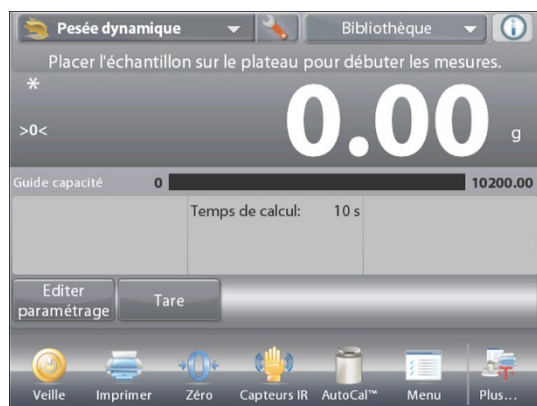 Pesée dynamique
Bibliothèque
Placer l'échantillon sur le plateau pour débuter les mesures.
*
>0<
0.00 g
Guide capacité 0 10200.00
Temps de calcul: 10 s
Editer
paramétrage
Tare
Veille Imprimer Zéro Capteurs IR AutoCal™ Menu Plus...